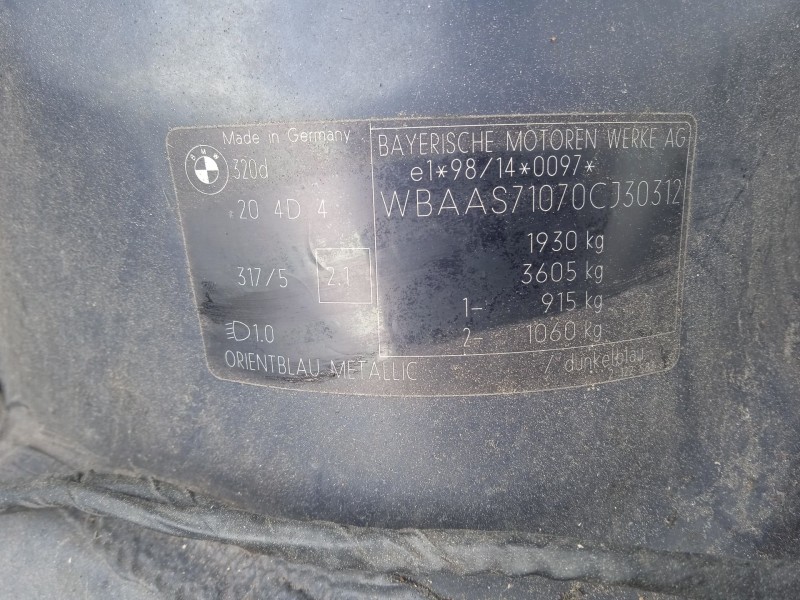 Made in Germany
BMW
320d
20 4D 4
317/5 2.1
1.0
ORIENTBLAU METALLIC / dunkelblau
BAYERISCHE MOTOREN WERKE AG
e1*98/14*0097*
WBAAS71070CJ30312
1930 kg
3605 kg
1- 915 kg
2- 1060 kg